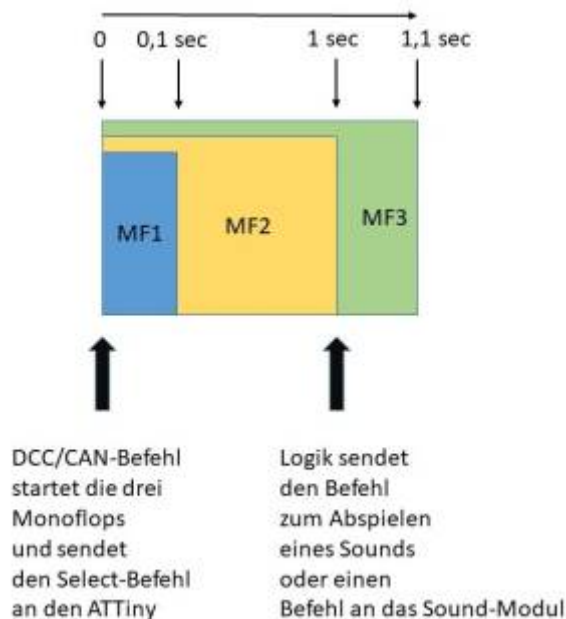 0 0,1 sec 1 sec 1,1 sec
MF1 MF2 MF3
DCC/CAN-Befehl
startet die drei
Monoflops
und sendet
den Select-Befehl
an den ATTiny
Logik sendet
den Befehl
zum Abspielen
eines Sounds
oder einen
Befehl an das Sound-Modul